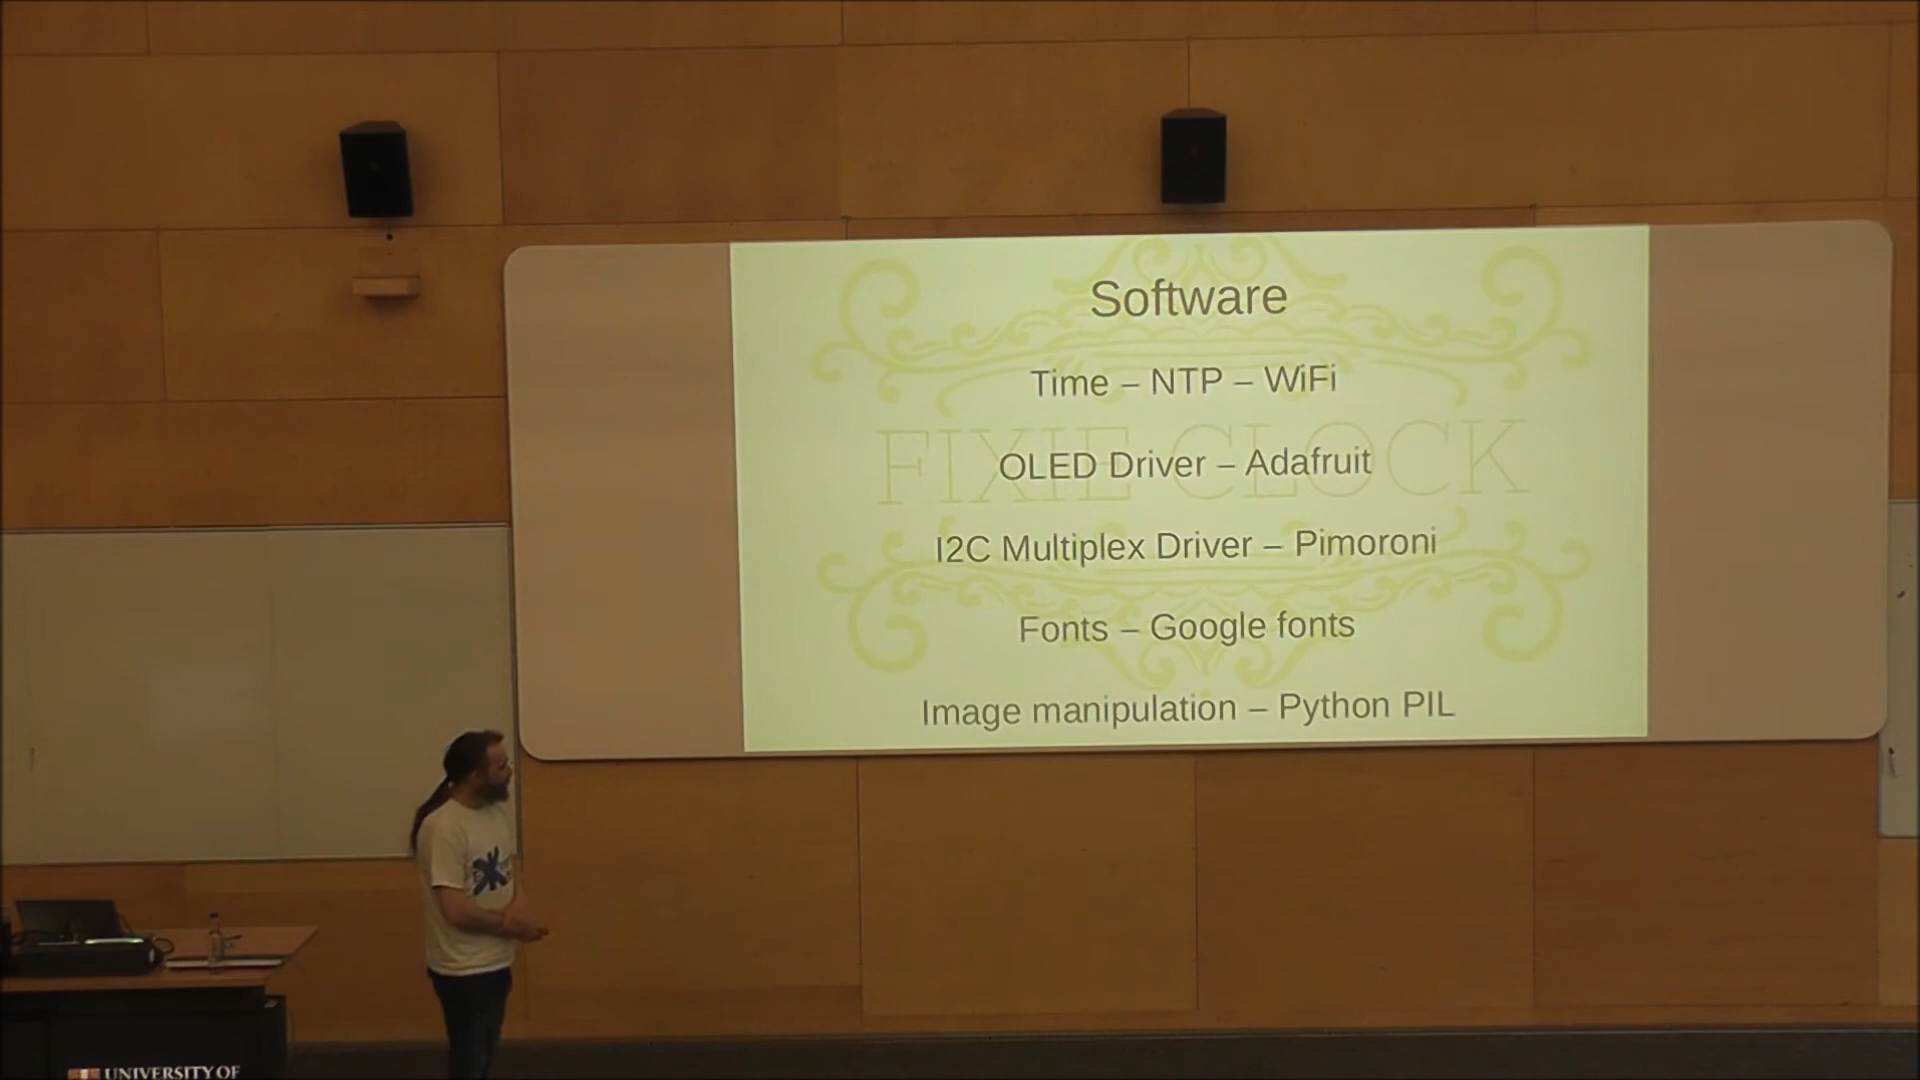 Software
Time – NTP – WiFi
FIXIE CLOCK
OLED Driver – Adafruit
I2C Multiplex Driver – Pimoroni
Fonts – Google fonts
Image manipulation – Python PIL
UNIVERSITY OF